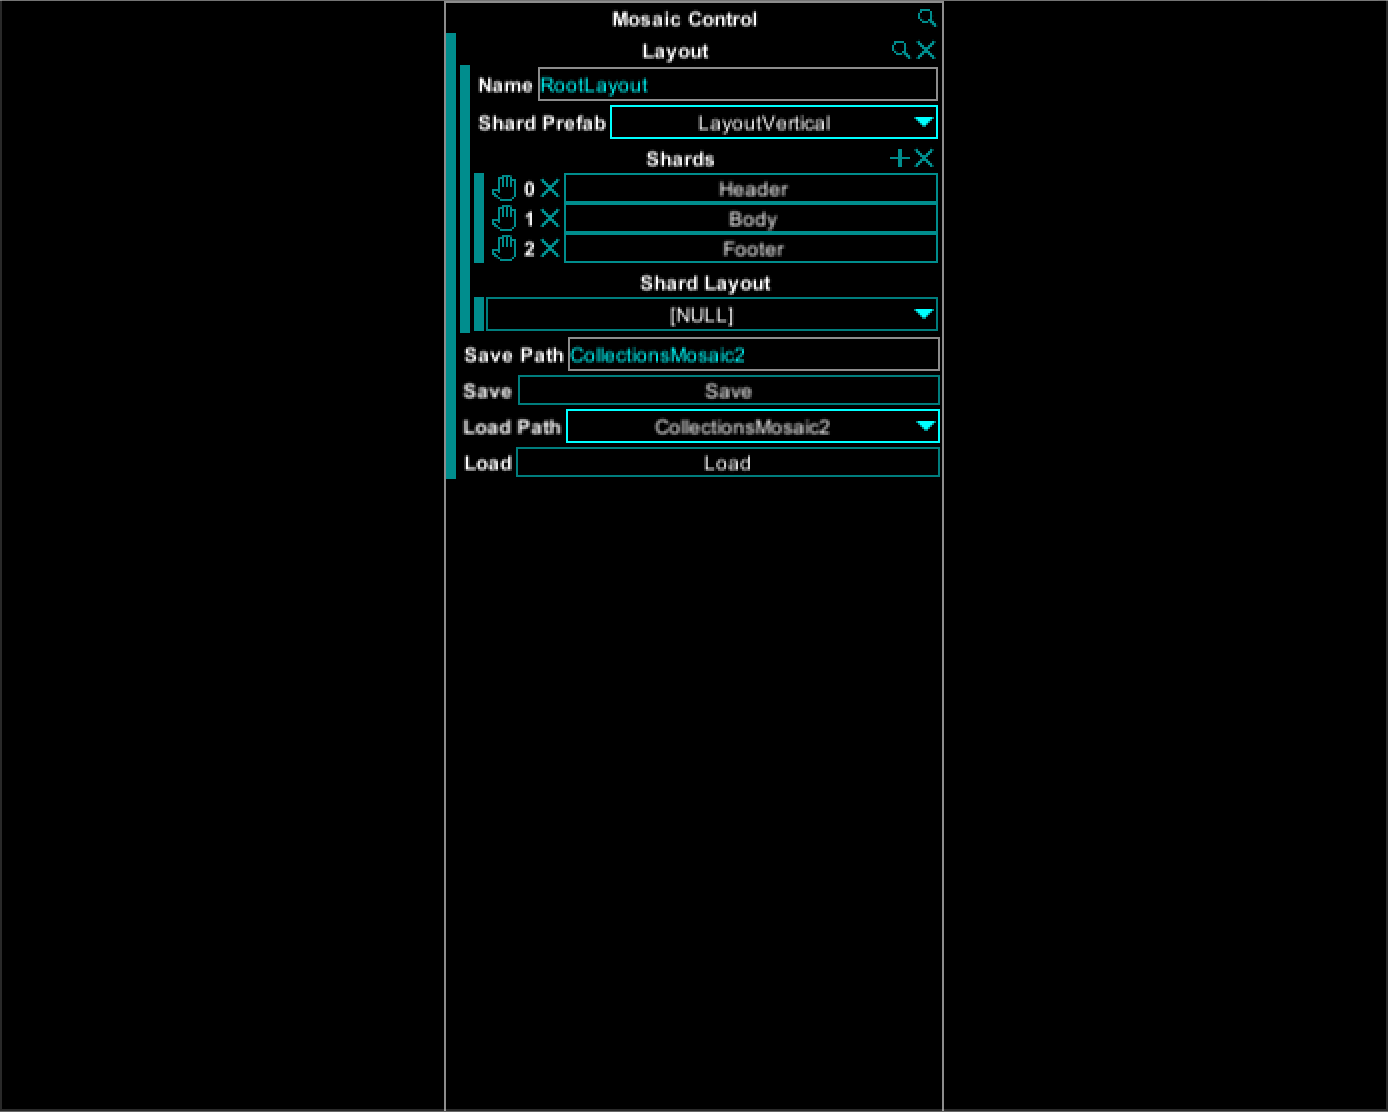 Mosaic Control
Layout
Name RootLayout
Shard Prefab LayoutVertical
Shards
0 Header
1 Body
2 Footer
Shard Layout
[NULL]
Save Path CollectionsMosaic2
Save Save
Load Path CollectionsMosaic2
Load Load